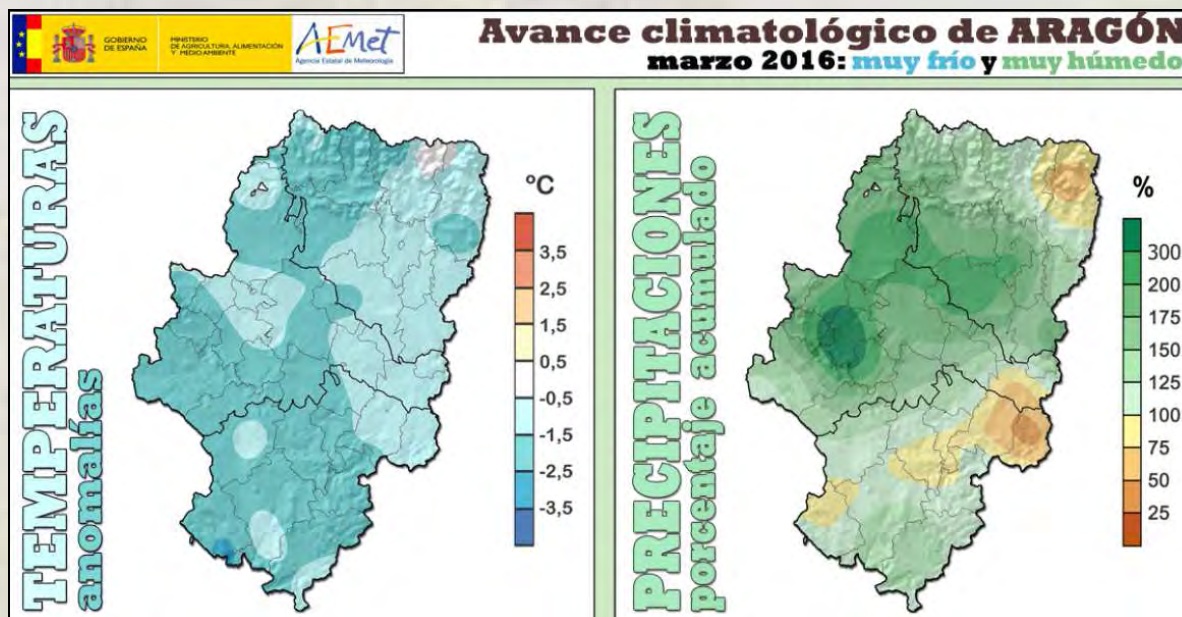 GOBIERNO
DE ESPAÑA
MINISTERIO
DE AGRICULTURA, ALIMENTACIÓN
Y MEDIO AMBIENTE
AEMet
Agencia Estatal de Meteorología
Avance climatológico de ARAGÓN
marzo 2016: muy frío y muy húmedo
TEMPERATURAS
anomalías
ºC
3,5
2,5
1,5
0,5
-0,5
-1,5
-2,5
-3,5
PRECIPITACIONES
porcentaje acumulado
%
300
200
175
150
125
100
75
50
25